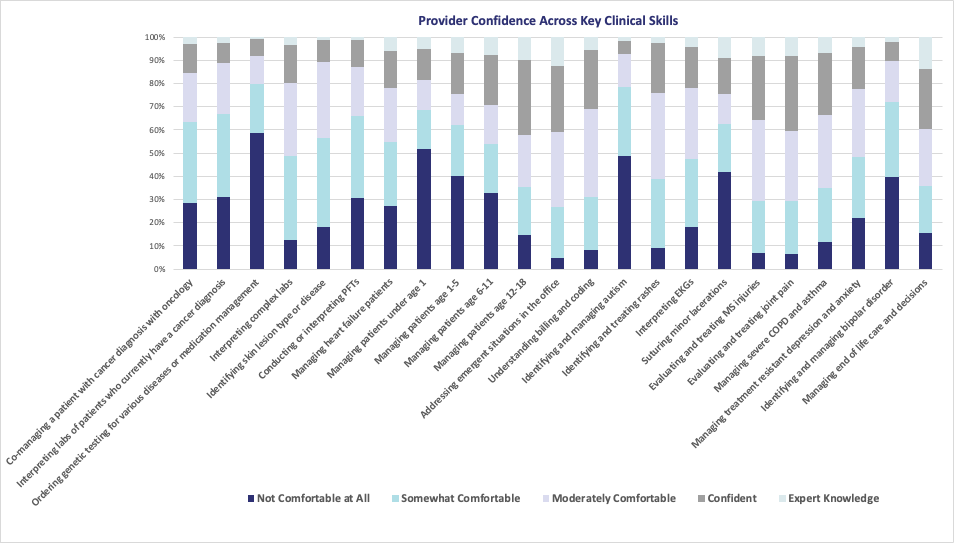 Provider Confidence Across Key Clinical Skills
100%
90%
80%
70%
60%
50%
40%
30%
20%
10%
0%
Co-managing a patient with cancer diagnosis with oncology
Interpreting labs of patients who currently have a cancer diagnosis
Ordering genetic testing for various diseases or medication management
Interpreting complex labs
Identifying skin lesion type or disease
Conducting or interpreting PFTs
Managing heart failure patients
Managing patients under age 1
Managing patients age 1-5
Managing patients age 6-11
Managing patients age 12-18
Addressing emergent situations in the office
Understanding billing and coding
Identifying and managing autism
Identifying and treating rashes
Interpreting EKGs
Suturing minor lacerations
Evaluating and treating MS injuries
Evaluating and treating joint pain
Managing severe COPD and asthma
Managing treatment resistant depression and anxiety
Identifying and managing bipolar disorder
Managing end of life care and decisions
Not Comfortable at All
Somewhat Comfortable
Moderately Comfortable
Confident
Expert Knowledge